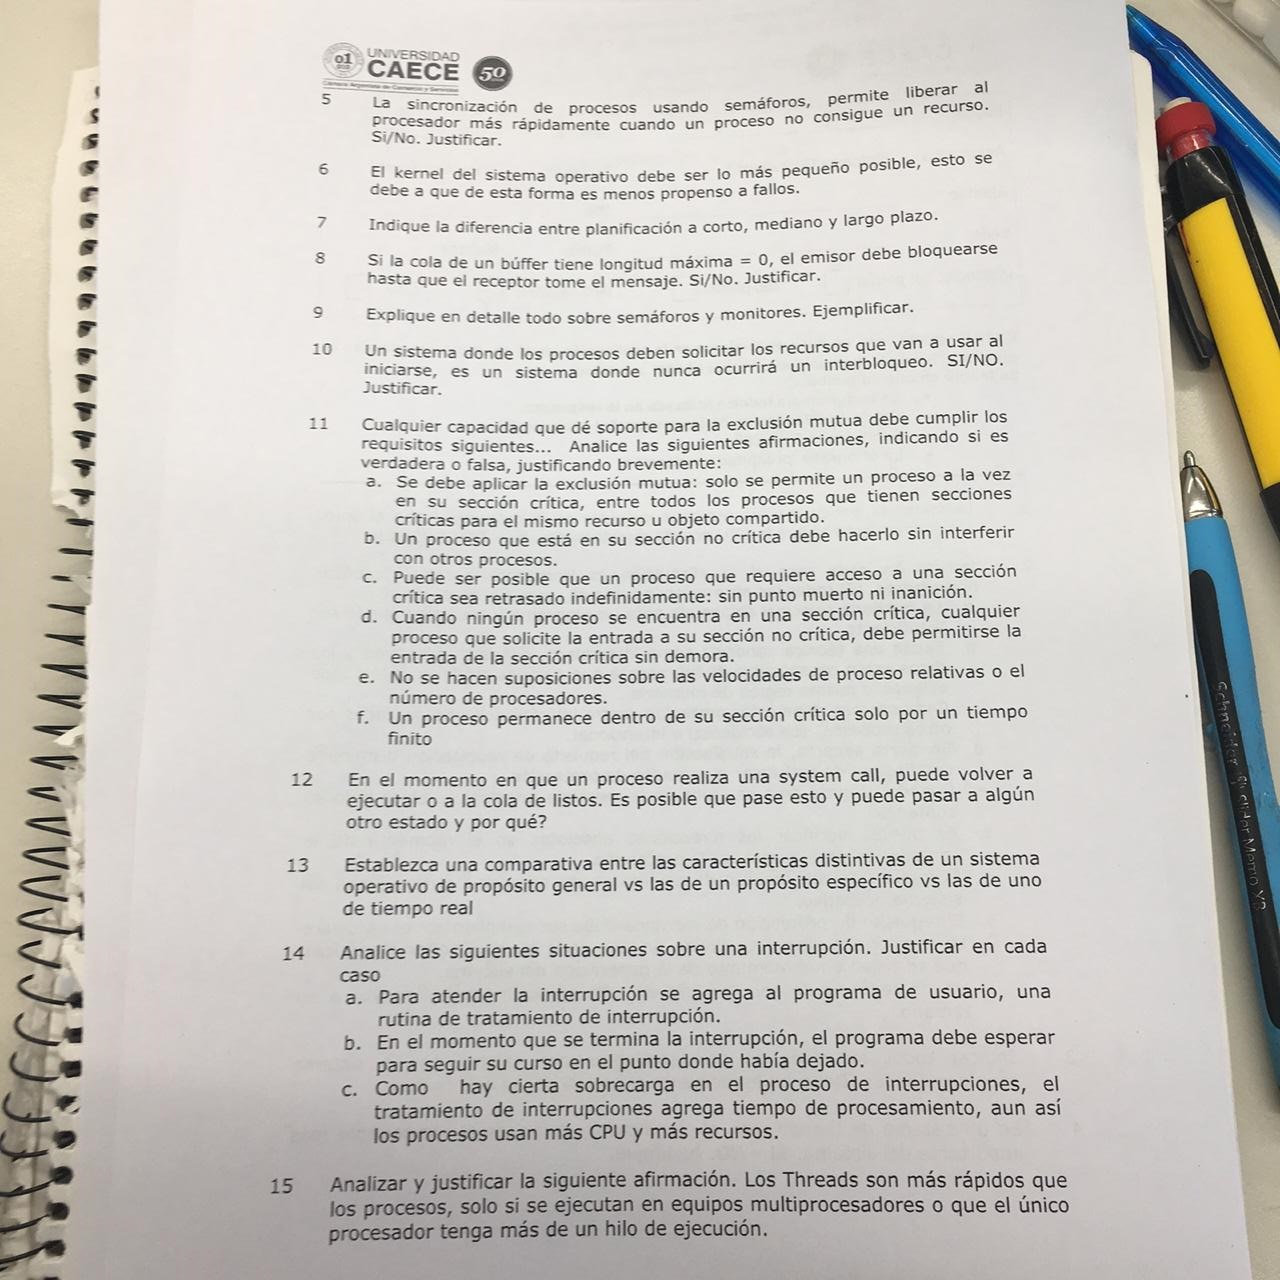 01
UNIVERSIDAD
CAECE
Cámara Argentina de Comercio y Servicios
50
5 La sincronización de procesos usando semáforos, permite liberar al
procesador más rápidamente cuando un proceso no consigue un recurso.
Si/No. Justificar.
6 El kernel del sistema operativo debe ser lo más pequeño posible, esto se
debe a que de esta forma es menos propenso a fallos.
7 Indique la diferencia entre planificación a corto, mediano y largo plazo.
8 Si la cola de un búffer tiene longitud máxima = 0, el emisor debe bloquearse
hasta que el receptor tome el mensaje. Si/No. Justificar.
9 Explique en detalle todo sobre semáforos y monitores. Ejemplificar.
10 Un sistema donde los procesos deben solicitar los recursos que van a usar al
iniciarse, es un sistema donde nunca ocurrirá un interbloqueo. SI/NO.
Justificar.
11 Cualquier capacidad que dé soporte para la exclusión mutua debe cumplir los
requisitos siguientes... Analice las siguientes afirmaciones, indicando si es
verdadera o falsa, justificando brevemente:
a. Se debe aplicar la exclusión mutua: solo se permite un proceso a la vez
en su sección crítica, entre todos los procesos que tienen secciones
críticas para el mismo recurso u objeto compartido.
b. Un proceso que está en su sección no crítica debe hacerlo sin interferir
con otros procesos.
c. Puede ser posible que un proceso que requiere acceso a una sección
crítica sea retrasado indefinidamente: sin punto muerto ni inanición.
d. Cuando ningún proceso se encuentra en una sección crítica, cualquier
proceso que solicite la entrada a su sección no crítica, debe permitirse la
entrada de la sección crítica sin demora.
e. No se hacen suposiciones sobre las velocidades de proceso relativas o el
número de procesadores.
f. Un proceso permanece dentro de su sección crítica solo por un tiempo
finito
12 En el momento en que un proceso realiza una system call, puede volver a
ejecutar o a la cola de listos. Es posible que pase esto y puede pasar a algún
otro estado y por qué?
13 Establezca una comparativa entre las características distintivas de un sistema
operativo de propósito general vs las de un propósito específico vs las de uno
de tiempo real
14 Analice las siguientes situaciones sobre una interrupción. Justificar en cada
caso
a. Para atender la interrupción se agrega al programa de usuario, una
rutina de tratamiento de interrupción.
b. En el momento que se termina la interrupción, el programa debe esperar
para seguir su curso en el punto donde había dejado.
c. Como hay cierta sobrecarga en el proceso de interrupciones, el
tratamiento de interrupciones agrega tiempo de procesamiento, aun así
los procesos usan más CPU y más recursos.
15 Analizar y justificar la siguiente afirmación. Los Threads son más rápidos que
los procesos, solo si se ejecutan en equipos multiprocesadores o que el único
procesador tenga más de un hilo de ejecución.
Schneider Slider Memo XB